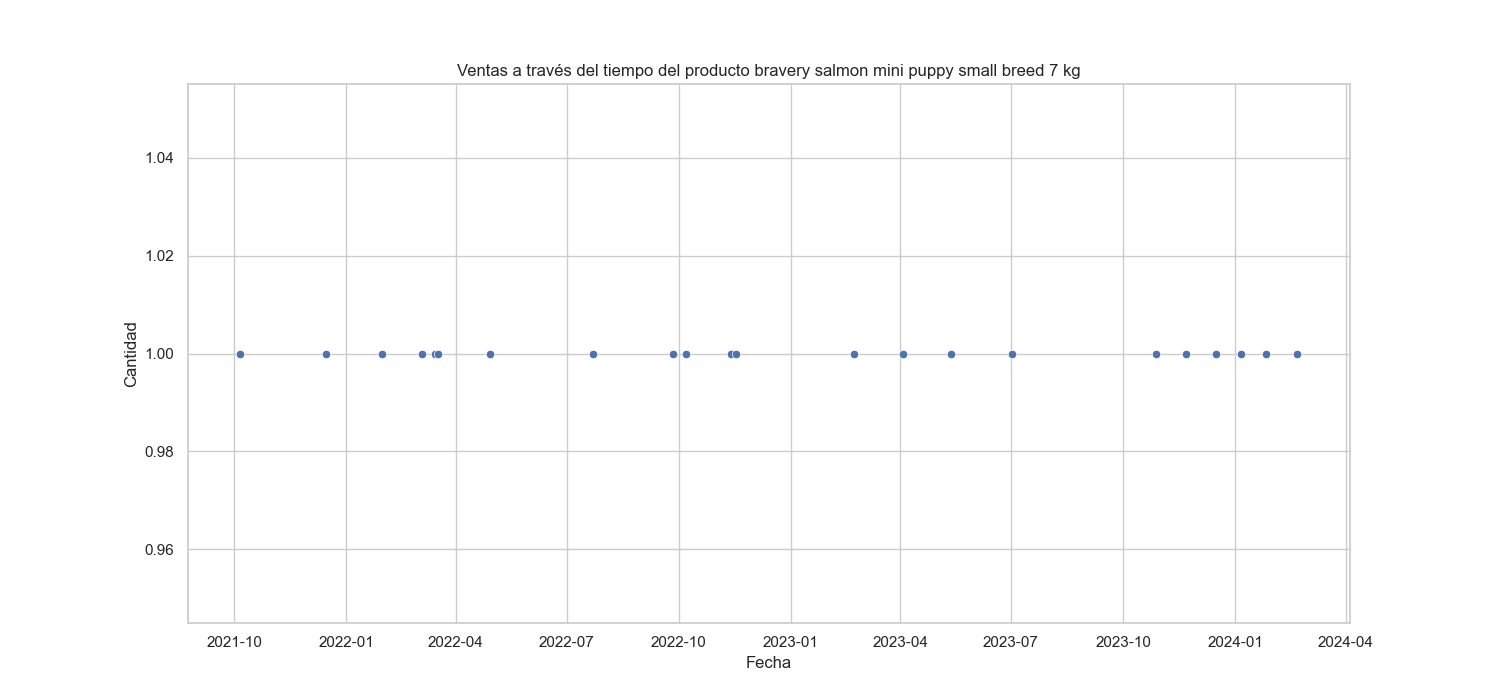 Ventas a través del tiempo del producto bravery salmon mini puppy small breed 7 kg
1.04
1.02
1.00
0.98
0.96
Cantidad
2021-10 2022-01 2022-04 2022-07 2022-10 2023-01 2023-04 2023-07 2023-10 2024-01 2024-04
Fecha